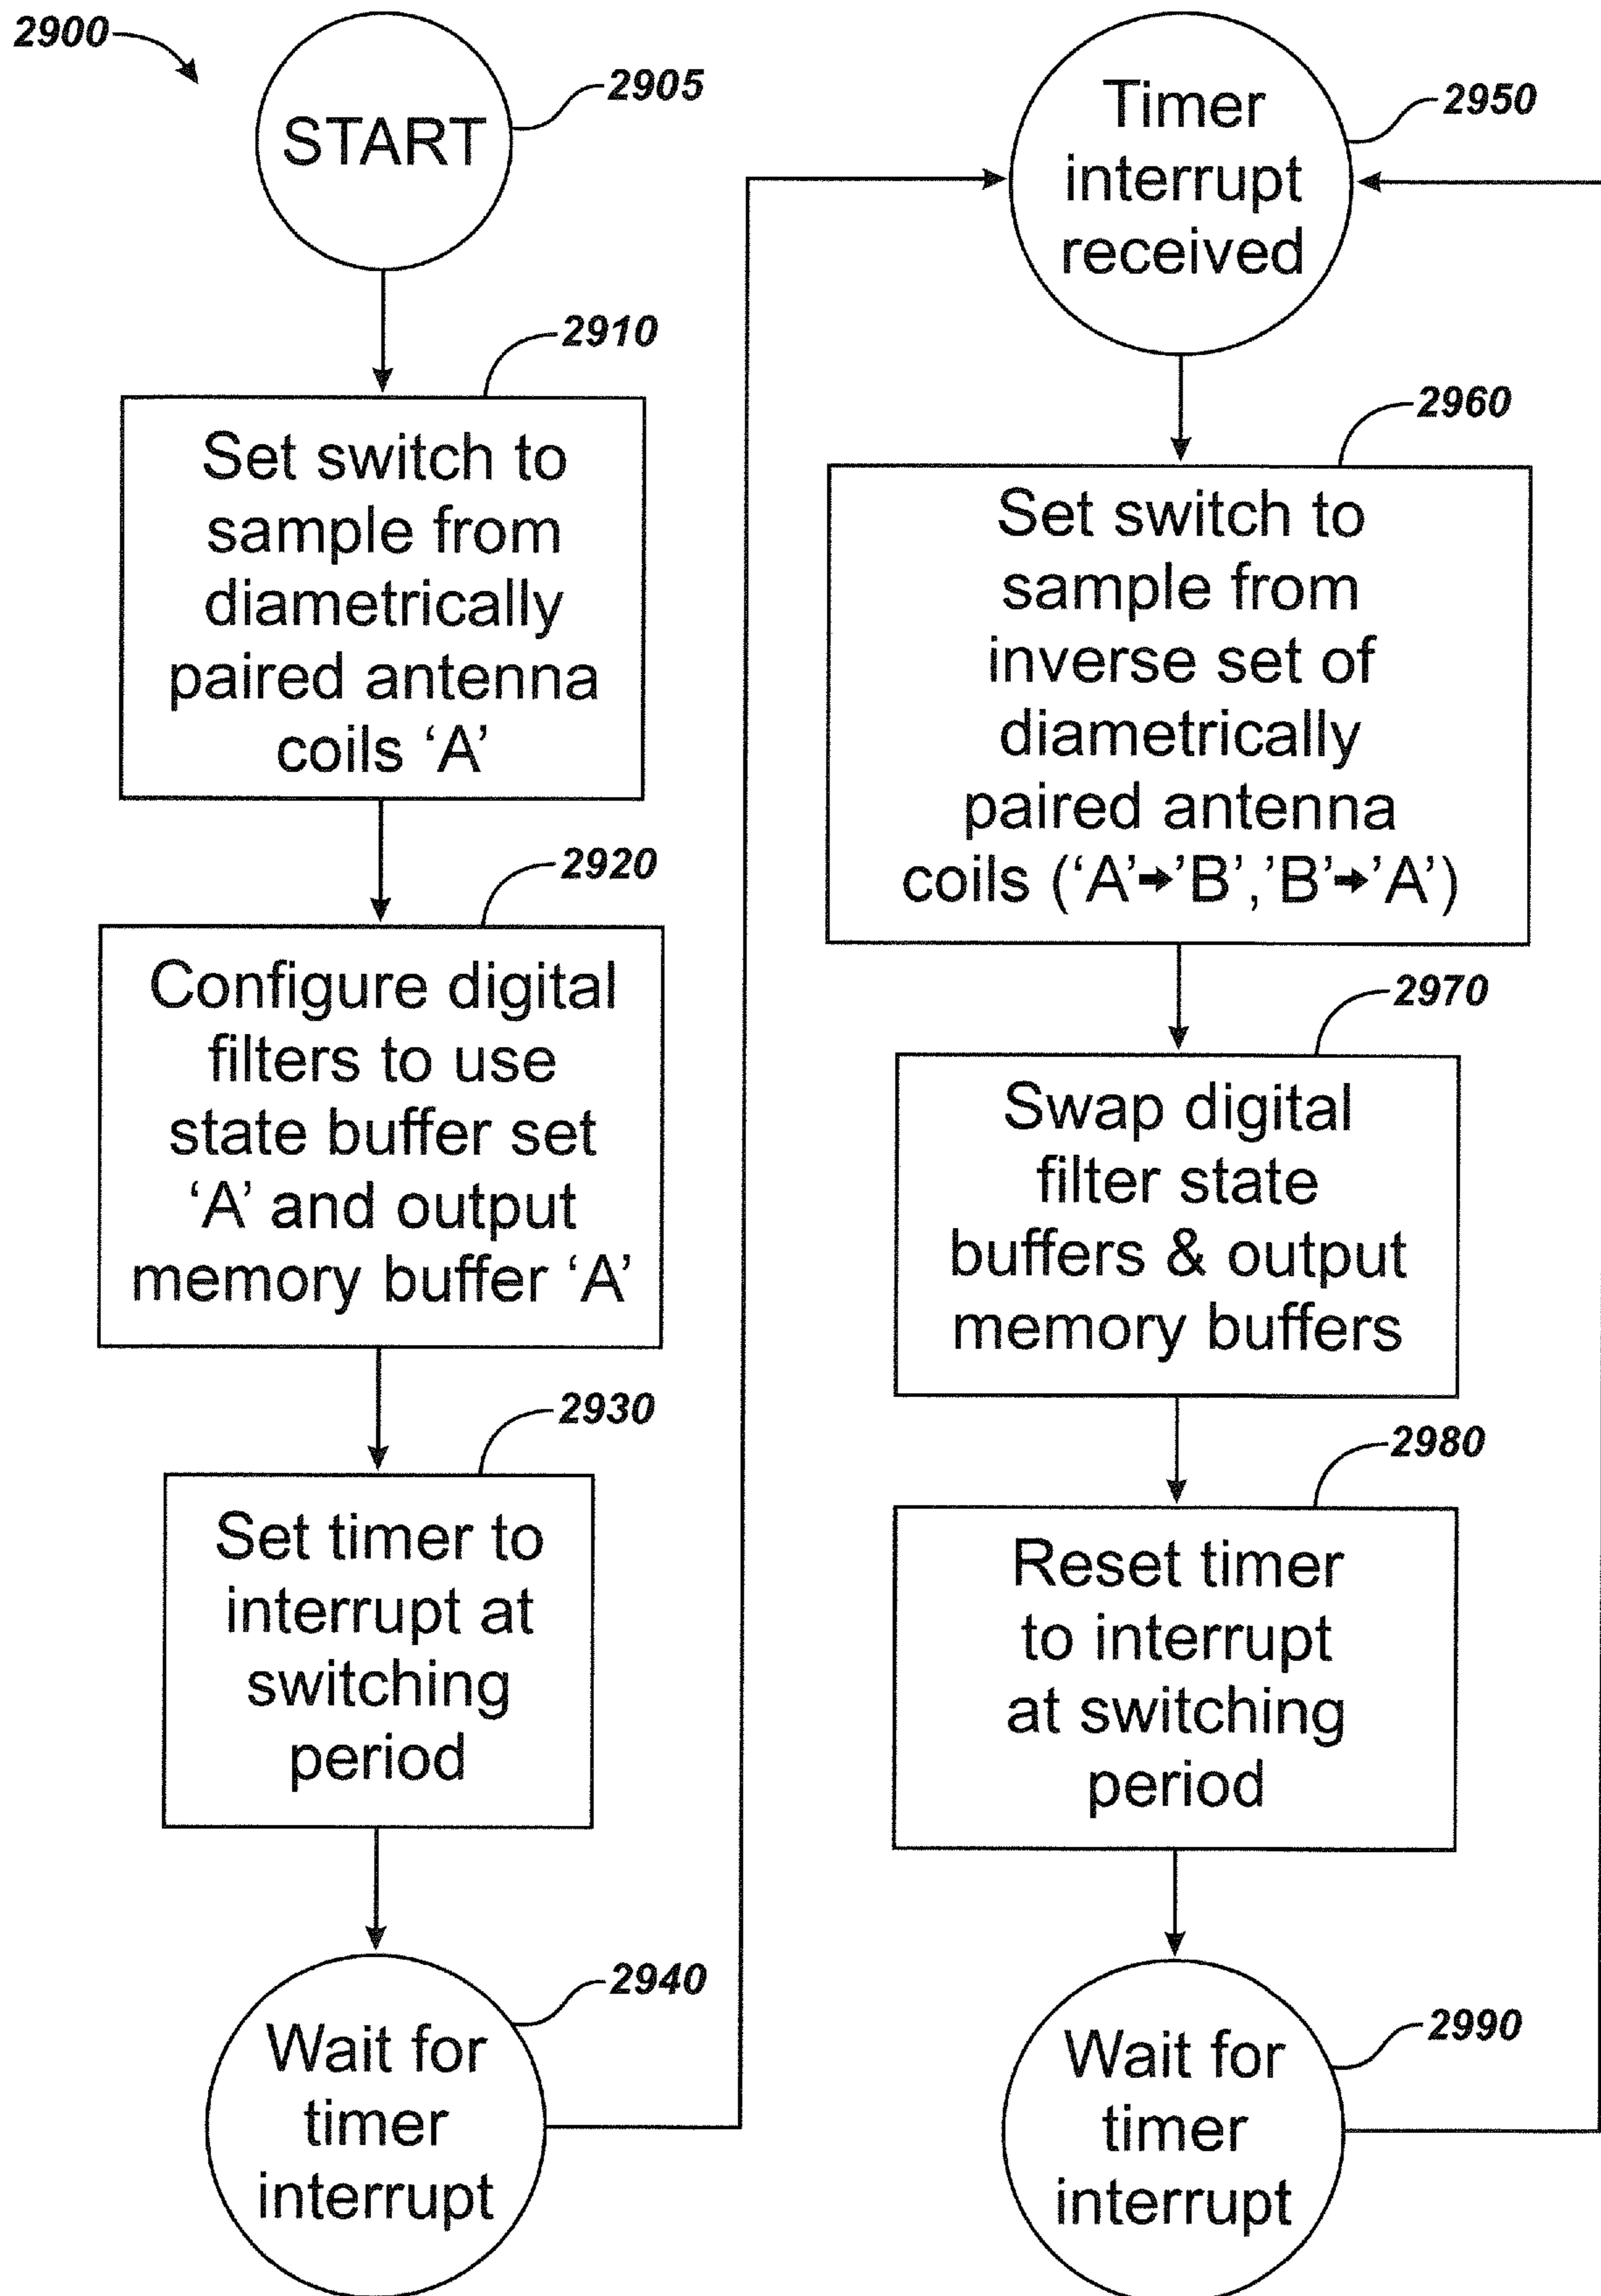 2900
START
2905
2910
Set switch to
sample from
diametrically
paired antenna
coils ‘A’
2920
Configure digital
filters to use
state buffer set
‘A’ and output
memory buffer ‘A’
2930
Set timer to
interrupt at
switching
period
2940
Wait for
timer
interrupt
Timer
interrupt
received
2950
2960
Set switch to
sample from
inverse set of
diametrically
paired antenna
coils (‘A’➔’B’,’B’➔’A’)
2970
Swap digital
filter state
buffers & output
memory buffers
2980
Reset timer
to interrupt
at switching
period
2990
Wait for
timer
interrupt